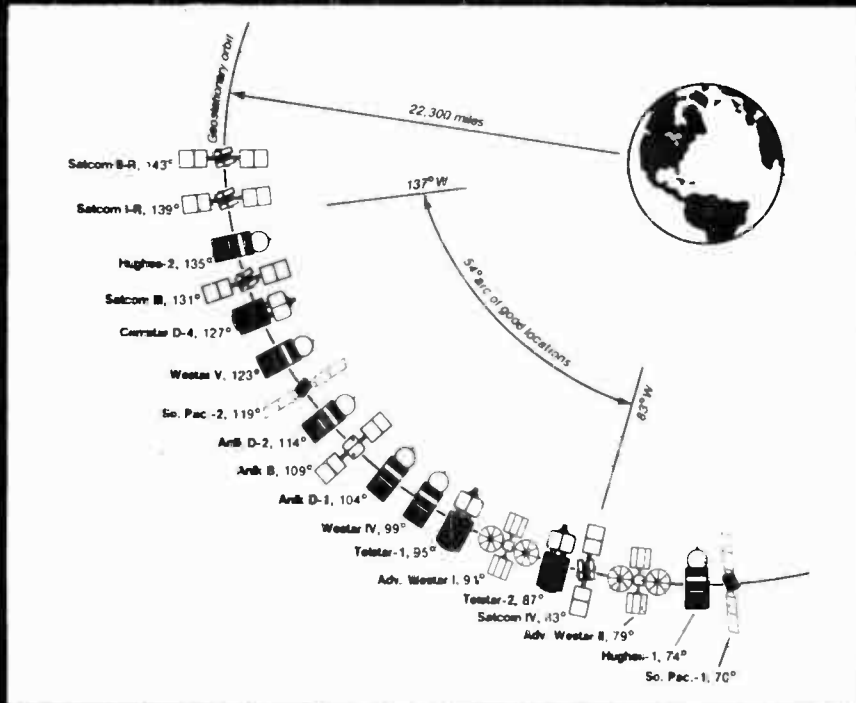 Geostationary orbit
22,300 miles
137° W
54° arc of good locations
83° W
Satcom II-R, 143°
Satcom I-R, 139°
Hughes-2, 135°
Satcom III, 131°
Comstar D-4, 127°
Westar V, 123°
So. Pac.-2, 119°
Anik D-2, 114°
Anik B, 109°
Anik D-1, 104°
Westar IV, 99°
Telstar-1, 95°
Adv. Westar I, 91°
Telstar-2, 87°
Satcom IV, 83°
Adv. Westar II, 79°
Hughes-1, 74°
So. Pac.-1, 70°